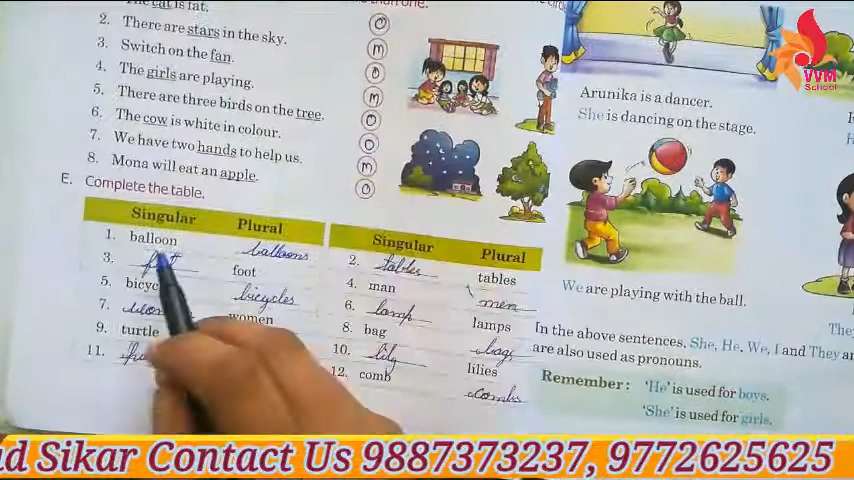 The cat is fat.
2. There are stars in the sky.
3. Switch on the fan.
4. The girls are playing.
5. There are three birds on the tree.
6. The cow is white in colour.
7. We have two hands to help us.
8. Mona will eat an apple.
O
m
O
m
O
O
m
O
E. Complete the table.
Singular Plural
1. balloon balloons
3. foot
5. bicycles
7. women
9. turtle
11.
Singular Plural
2. tables tables
4. man men
6. lamp lamps
8. bag bags
10. lily lilies
12. comb combs
Arunika is a dancer.
She is dancing on the stage.
We are playing with the ball.
In the above sentences. She, He. We, I and They
are also used as pronouns.
Remember: 'He' is used for boys.
'She' is used for girls.
VVM
School
Sikar Contact Us 9887373237, 9772625625